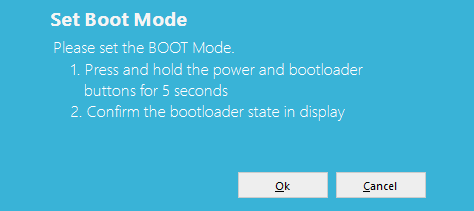 Set Boot Mode
Please set the BOOT Mode.
1. Press and hold the power and bootloader
buttons for 5 seconds
2. Confirm the bootloader state in display
Ok
Cancel